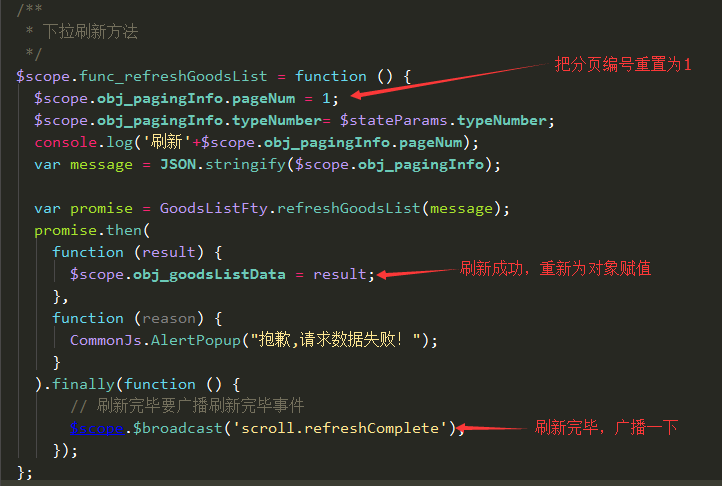 /**
* 下拉刷新方法
*/
$scope.func_refreshGoodsList = function () {
把分页编号重置为1
$scope.obj_pagingInfo.pageNum = 1;
$scope.obj_pagingInfo.typeNumber= $stateParams.typeNumber;
console.log('刷新'+$scope.obj_pagingInfo.pageNum);
var message = JSON.stringify($scope.obj_pagingInfo);
var promise = GoodsListFty.refreshGoodsList(message);
promise.then(
function (result) {
$scope.obj_goodsListData = result;
刷新成功，重新为对象赋值
},
function (reason) {
CommonJs.AlertPopup("抱歉,请求数据失败！");
}
).finally(function () {
// 刷新完毕要广播刷新完毕事件
$scope.$broadcast('scroll.refreshComplete');
刷新完毕，广播一下
});
};